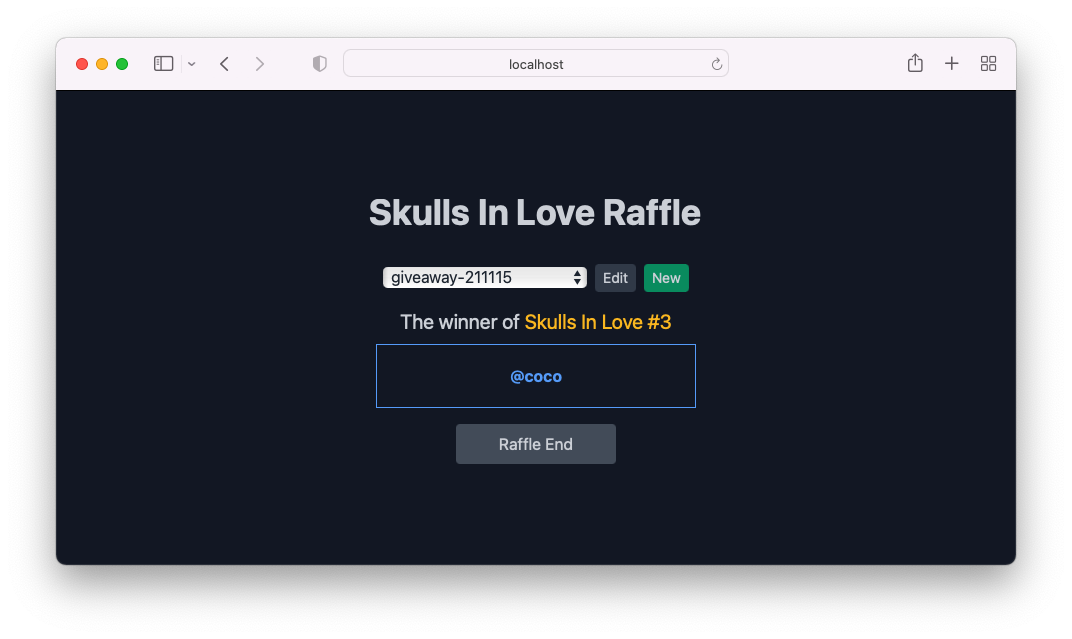 localhost
Skulls In Love Raffle
giveaway-211115 Edit New
The winner of Skulls In Love #3
@coco
Raffle End